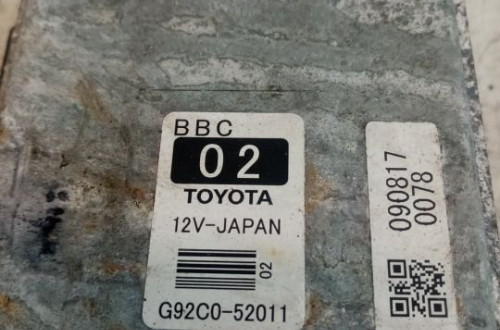 BBC
02
TOYOTA
12V-JAPAN
02
G92C0-52011
090817
0078